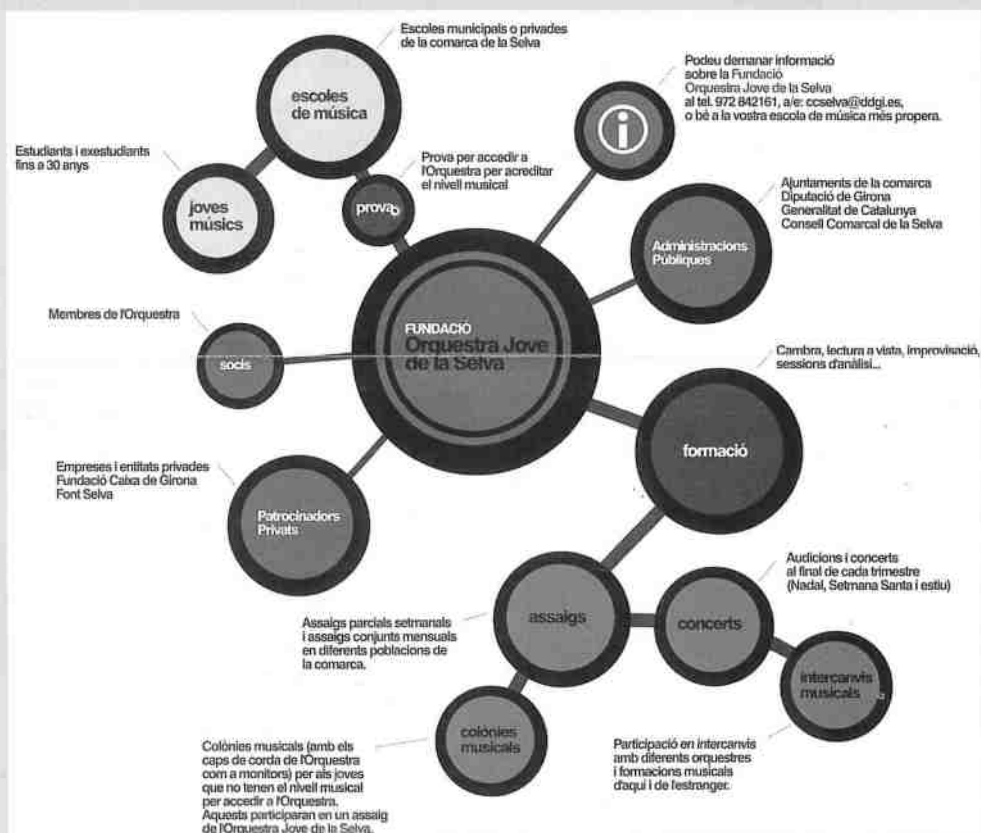 Escoles municipals o privades
de la comarca de la Selva
escoles
de música
Estudiants i exestudiants
fins a 30 anys
joves
músics
Prova per accedir a
l'Orquestra per acreditar
el nivell musical
prova
Podeu demanar informació
sobre la Fundació
Orquestra Jove de la Selva
al tel. 972 842161, a/e: ccselva@ddgi.es,
o bé a la vostra escola de música més propera.
i
Ajuntaments de la comarca
Diputació de Girona
Generalitat de Catalunya
Consell Comarcal de la Selva
Administracions
Públiques
Membres de l'Orquestra
socis
FUNDACIÓ
Orquestra Jove
de la Selva
Cambra, lectura a vista, improvisació,
sessions d'anàlisi...
formació
Empreses i entitats privades
Fundació Caixa de Girona
Font Selva
Patrocinadors
Privats
Audicions i concerts
al final de cada trimestre
(Nadal, Setmana Santa i estiu)
Assaigs parcials setmanals
i assaigs conjunts mensuals
en diferents poblacions de
la comarca.
assaigs
concerts
intercanvis
musicals
colònies
musicals
Colònies musicals (amb els
caps de corda de l'Orquestra
com a monitors) per als joves
que no tenen el nivell musical
per accedir a l'Orquestra.
Aquests participaran en un assaig
de l'Orquestra Jove de la Selva.
Participació en intercanvis
amb diferents orquestres
i formacions musicals
d'aquí i de l'estranger.